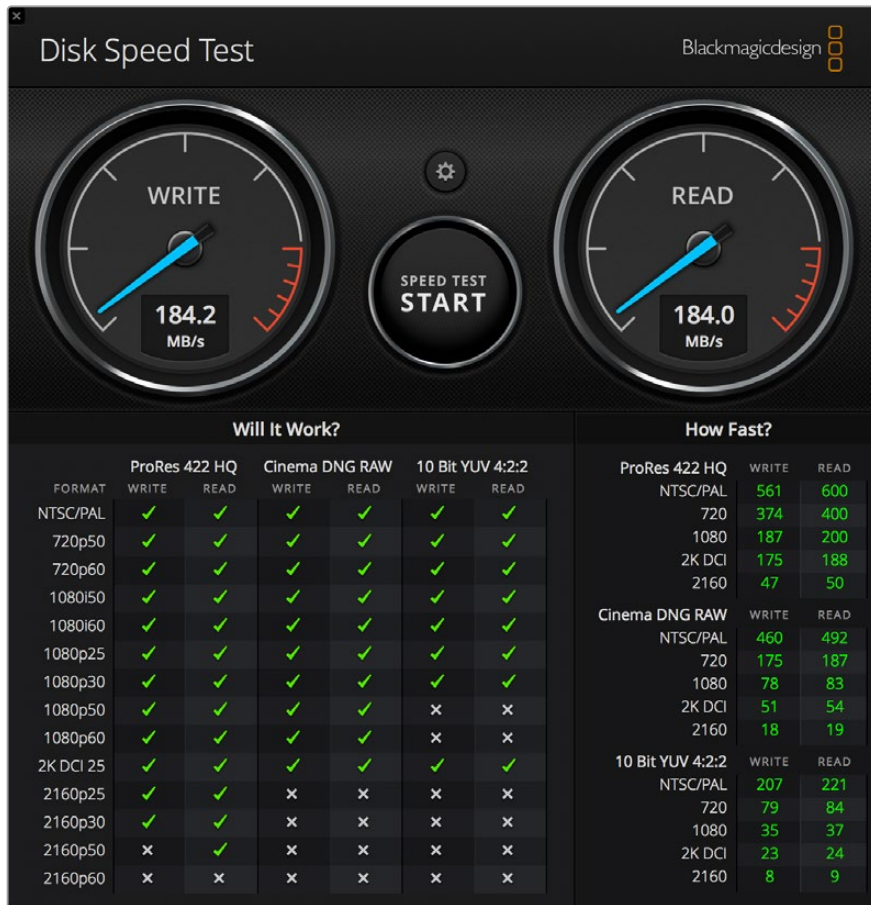 Disk Speed Test
Blackmagicdesign
WRITE
184.2
MB/s
SPEED TEST
START
READ
184.0
MB/s
Will It Work?
ProRes 422 HQ Cinema DNG RAW 10 Bit YUV 4:2:2
FORMAT WRITE READ WRITE READ WRITE READ
NTSC/PAL ✓ ✓ ✓ ✓ ✓ ✓
720p50 ✓ ✓ ✓ ✓ ✓ ✓
720p60 ✓ ✓ ✓ ✓ ✓ ✓
1080i50 ✓ ✓ ✓ ✓ ✓ ✓
1080i60 ✓ ✓ ✓ ✓ ✓ ✓
1080p25 ✓ ✓ ✓ ✓ ✓ ✓
1080p30 ✓ ✓ ✓ ✓ ✓ ✓
1080p50 ✓ ✓ ✓ ✓ × ×
1080p60 ✓ ✓ ✓ ✓ × ×
2K DCI 25 ✓ ✓ ✓ ✓ ✓ ✓
2160p25 ✓ ✓ × × × ×
2160p30 ✓ ✓ × × × ×
2160p50 × ✓ × × × ×
2160p60 × × × × × ×
How Fast?
ProRes 422 HQ WRITE READ
NTSC/PAL 561 600
720 374 400
1080 187 200
2K DCI 175 188
2160 47 50
Cinema DNG RAW WRITE READ
NTSC/PAL 460 492
720 175 187
1080 78 83
2K DCI 51 54
2160 18 19
10 Bit YUV 4:2:2 WRITE READ
NTSC/PAL 207 221
720 79 84
1080 35 37
2K DCI 23 24
2160 8 9